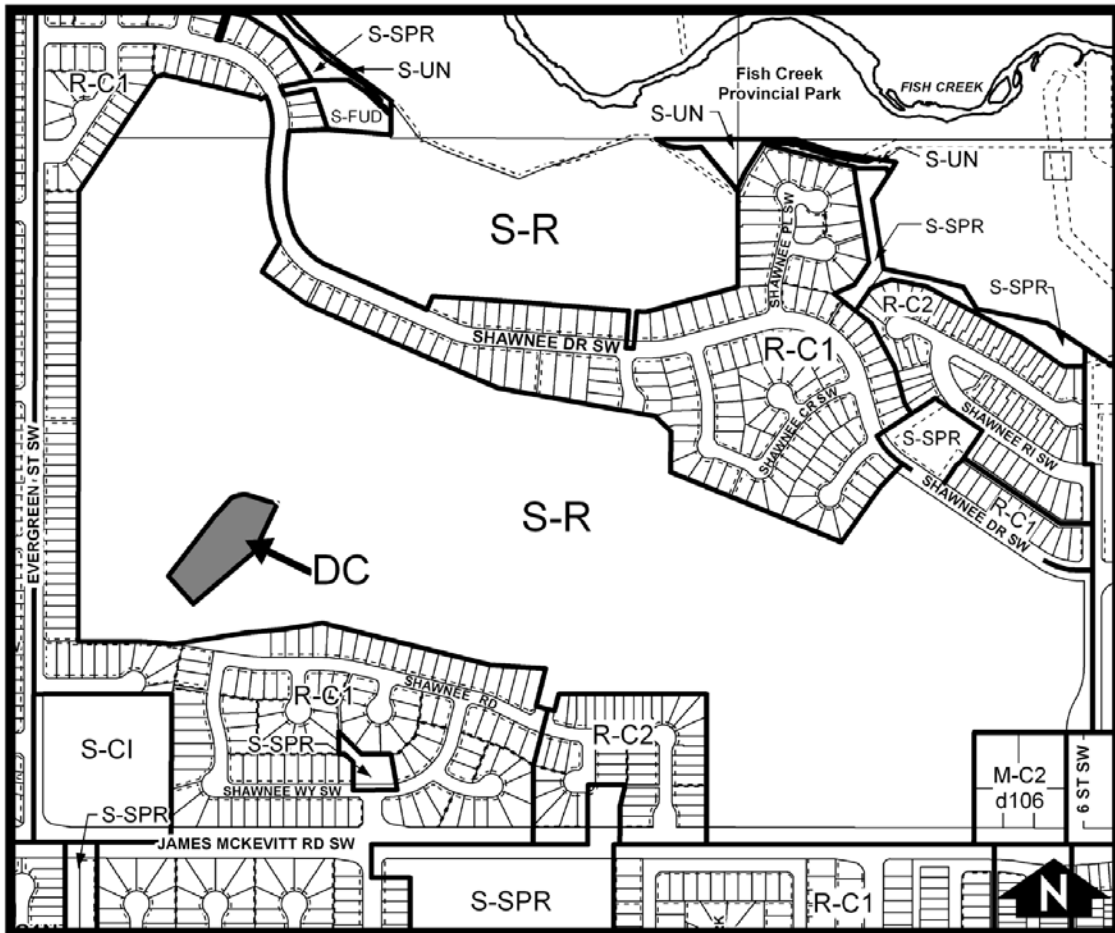 S-SPR
S-UN
R-C1
S-FUD
Fish Creek
Provincial Park
FISH CREEK
S-UN
S-UN
S-R
SHAWNEE PL SW
S-SPR
S-SPR
R-C2
SHAWNEE DR SW
R-C1
SHAWNEE CR SW
S-SPR
SHAWNEE RI SW
R-C1
SHAWNEE DR SW
EVERGREEN ST SW
S-R
DC
SHAWNEE RD
R-C1
S-SPR
R-C2
S-CI
SHAWNEE WY SW
M-C2
d106
6 ST SW
S-SPR
JAMES MCKEVITT RD SW
S-SPR
R-C1
N